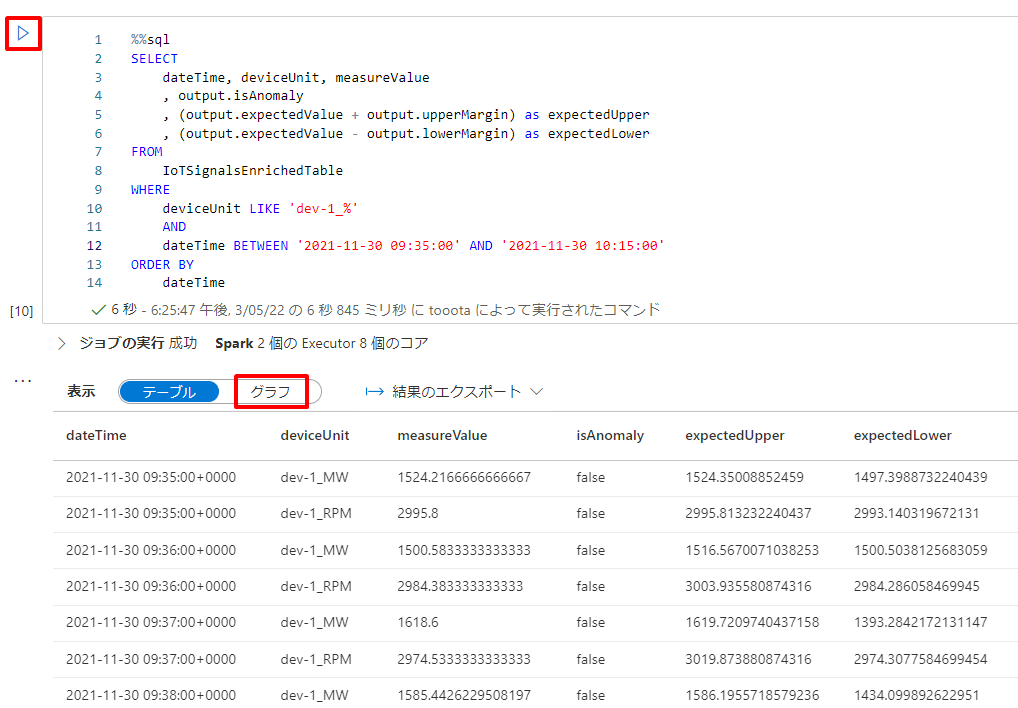 1 %%sql
2 SELECT
3 dateTime, deviceUnit, measureValue
4 , output.isAnomaly
5 , (output.expectedValue + output.upperMargin) as expectedUpper
6 , (output.expectedValue - output.lowerMargin) as expectedLower
7 FROM
8 IoTSignalsEnrichedTable
9 WHERE
10 deviceUnit LIKE 'dev-1_%'
11 AND
12 dateTime BETWEEN '2021-11-30 09:35:00' AND '2021-11-30 10:15:00'
13 ORDER BY
14 dateTime
[10] 6 秒 - 6:25:47 午後, 3/05/22 の 6 秒 845 ミリ秒 に tooota によって実行されたコマンド
ジョブの実行 成功 Spark 2 個の Executor 8 個のコア
... 表示 テーブル グラフ 結果のエクスポート
dateTime deviceUnit measureValue isAnomaly expectedUpper expectedLower
2021-11-30 09:35:00+0000 dev-1_MW 1524.2166666666667 false 1524.35008852459 1497.3988732240439
2021-11-30 09:35:00+0000 dev-1_RPM 2995.8 false 2995.813232240437 2993.140319672131
2021-11-30 09:36:00+0000 dev-1_MW 1500.5833333333333 false 1516.5670071038253 1500.5038125683059
2021-11-30 09:36:00+0000 dev-1_RPM 2984.383333333333 false 3003.935580874316 2984.286058469945
2021-11-30 09:37:00+0000 dev-1_MW 1618.6 false 1619.7209740437158 1393.2842172131147
2021-11-30 09:37:00+0000 dev-1_RPM 2974.5333333333333 false 3019.873880874316 2974.3077584699454
2021-11-30 09:38:00+0000 dev-1_MW 1585.4426229508197 false 1586.1955718579236 1434.099892622951